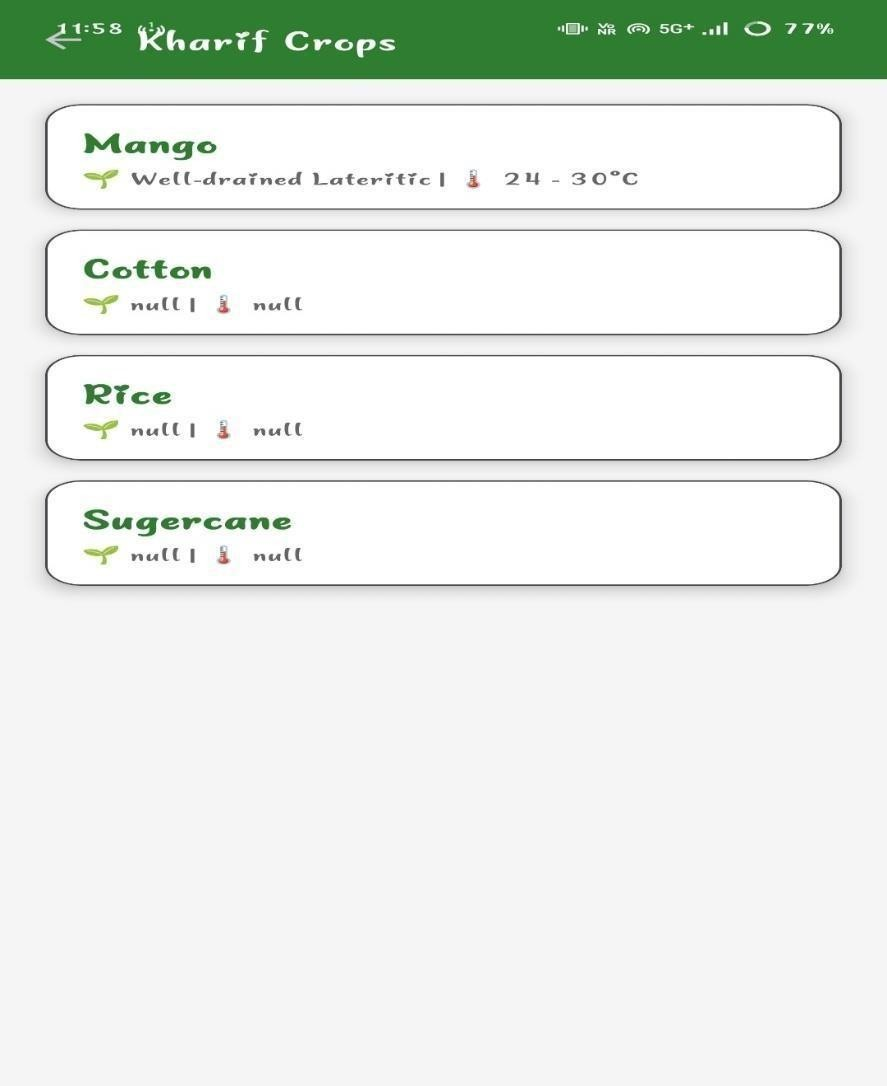 11:58 5G+ 77%
Kharif Crops
Mango
🌱 Well-drained Lateritic | 🌡️ 24 - 30°C
Cotton
🌱 null | 🌡️ null
Rice
🌱 null | 🌡️ null
Sugercane
🌱 null | 🌡️ null